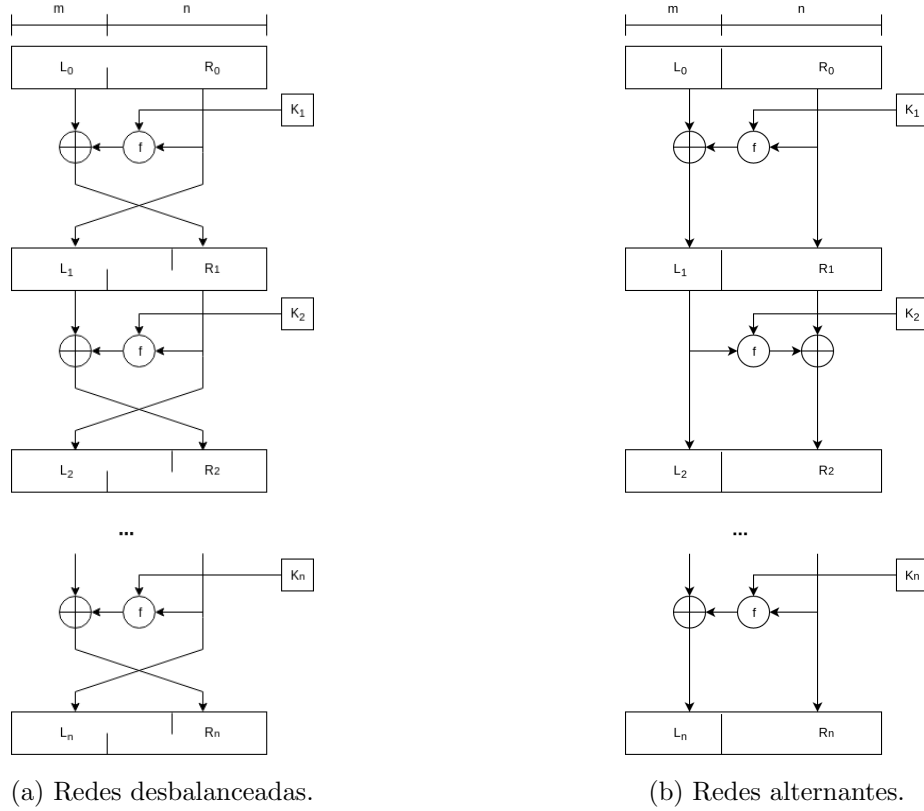 m n
L0 R0
K1
f
L1 R1
K2
f
L2 R2
...
Kn
f
Ln Rn
(a) Redes desbalanceadas.
m n
L0 R0
K1
f
L1 R1
K2
f
L2 R2
...
Kn
f
Ln Rn
(b) Redes alternantes.